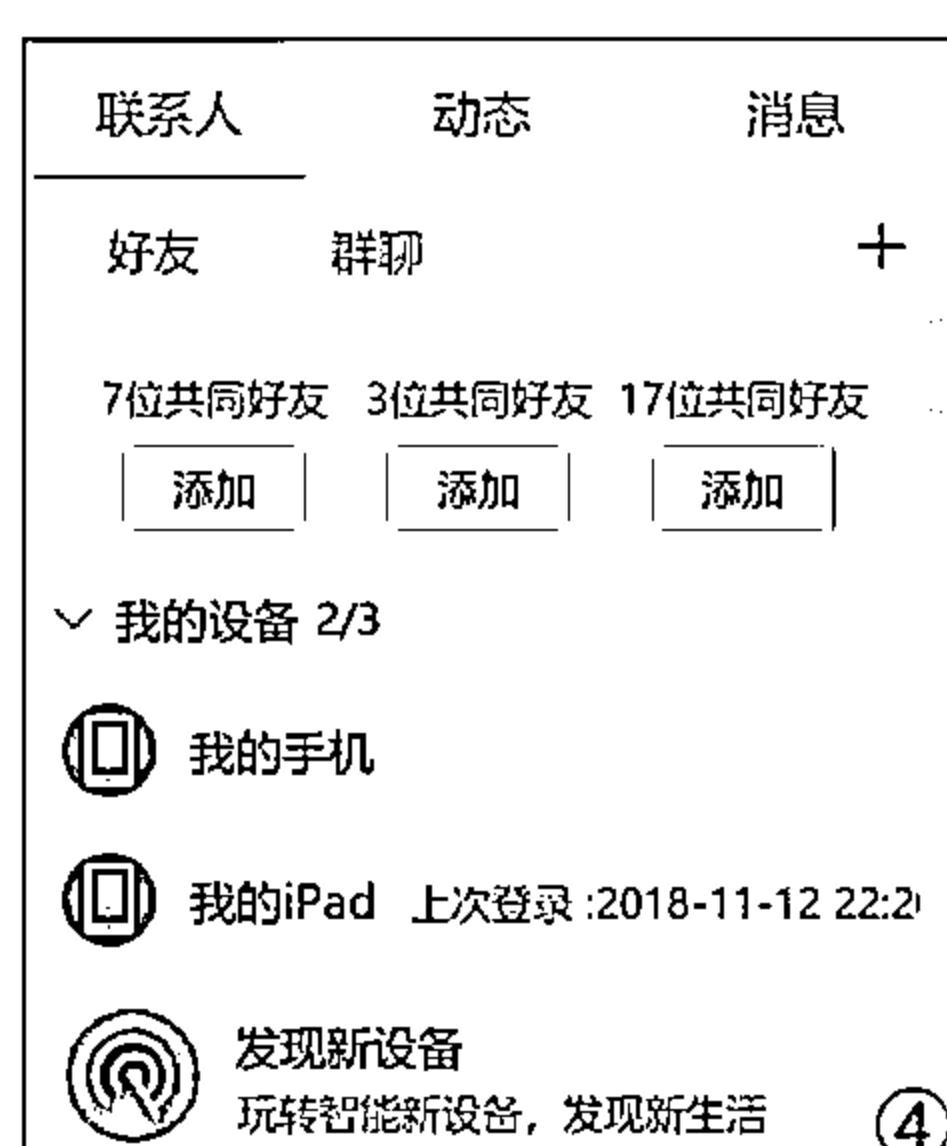 联系人 动态 消息
好友 群聊 +
7位共同好友 3位共同好友 17位共同好友
添加 添加 添加
我的设备 2/3
我的手机
我的iPad 上次登录:2018-11-12 22:2
发现新设备
玩转智能新设备，发现新生活
④